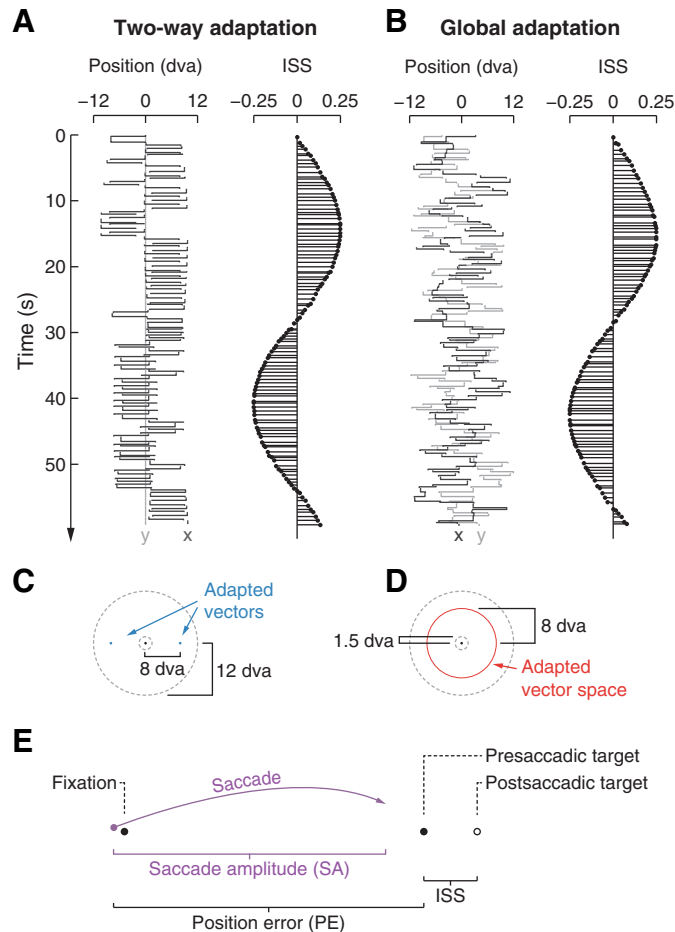 A Two-way adaptation
Position (dva) ISS
−12 0 12 −0.25 0 0.25
0
10
20
30
40
50
Time (s)
y x
B Global adaptation
Position (dva) ISS
−12 0 12 −0.25 0 0.25
x y
C
Adapted
vectors
8 dva
12 dva
D
8 dva
1.5 dva
Adapted
vector space
E
Presaccadic target
Fixation
Saccade
Postsaccadic target
Saccade amplitude (SA)
ISS
Position error (PE)